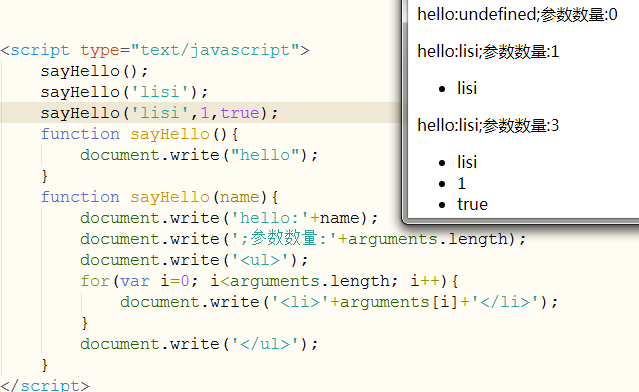 <script type="text/javascript">
sayHello();
sayHello('lisi');
sayHello('lisi',1,true);
function sayHello(){
document.write("hello");
}
function sayHello(name){
document.write('hello:'+name);
document.write(';参数数量:'+arguments.length);
document.write('<ul>');
for(var i=0; i<arguments.length; i++){
document.write('<li>'+arguments[i]+'</li>');
}
document.write('</ul>');
}
</script>
hello:undefined;参数数量:0
hello:lisi;参数数量:1
• lisi
hello:lisi;参数数量:3
• lisi
• 1
• true